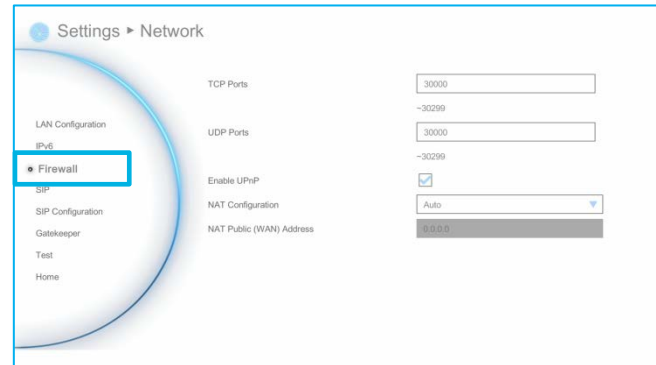 Settings ▸ Network
LAN Configuration
IPv6
Firewall
SIP
SIP Configuration
Gatekeeper
Test
Home
TCP Ports 30000
~30299
UDP Ports 30000
~30299
Enable UPnP
NAT Configuration Auto
NAT Public (WAN) Address 0.0.0.0